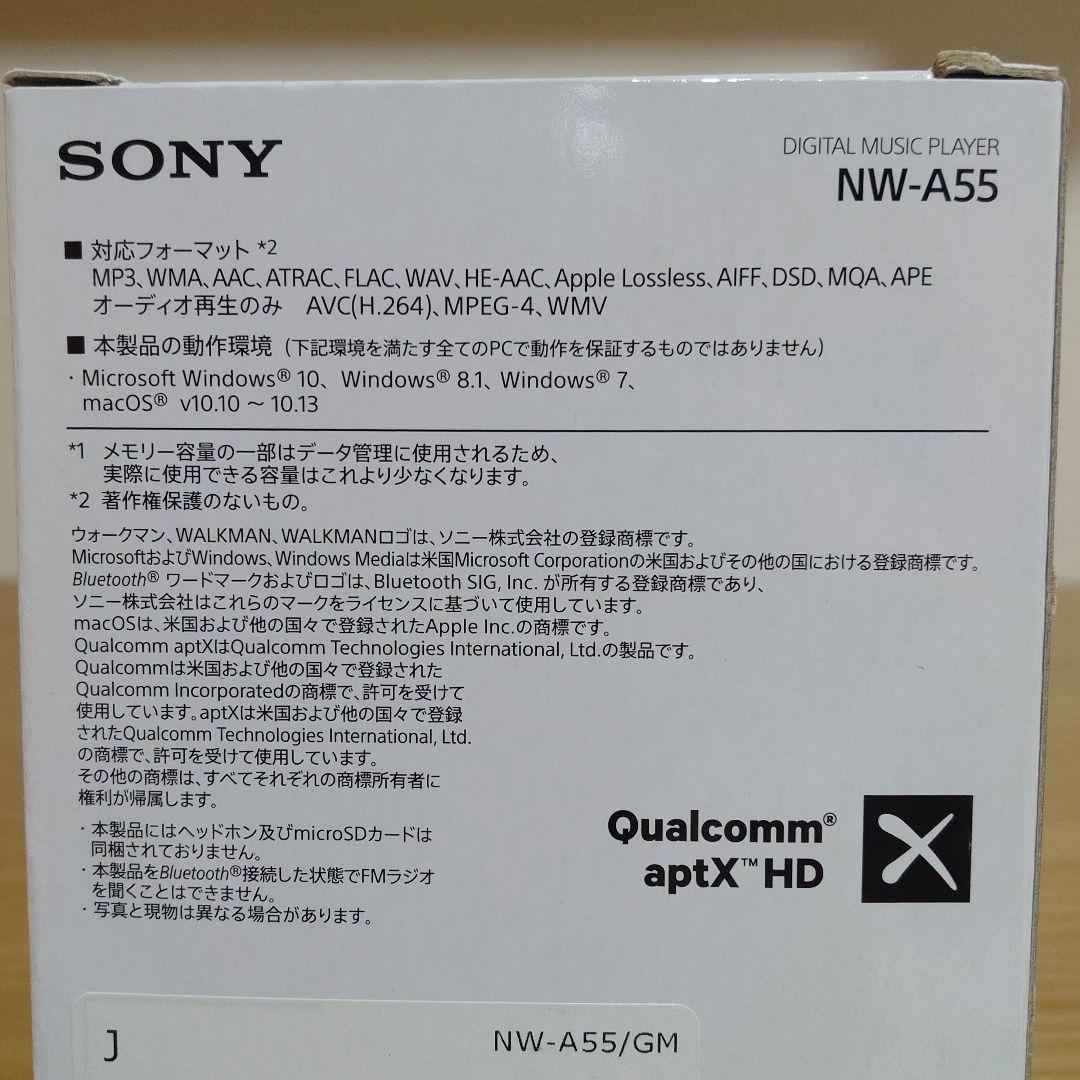 SONY
DIGITAL MUSIC PLAYER
NW-A55
■ 対応フォーマット *2
MP3、WMA、AAC、ATRAC、FLAC、WAV、HE-AAC、Apple Lossless、AIFF、DSD、MQA、APE
オーディオ再生のみ AVC(H.264)、MPEG-4、WMV
■ 本製品の動作環境 (下記環境を満たす全てのPCで動作を保証するものではありません)
・Microsoft Windows® 10、Windows® 8.1、Windows® 7、
macOS® v10.10 ～ 10.13
*1 メモリー容量の一部はデータ管理に使用されるため、
実際に使用できる容量はこれより少なくなります。
*2 著作権保護のないもの。
ウォークマン、WALKMAN、WALKMANロゴは、ソニー株式会社の登録商標です。
MicrosoftおよびWindows、Windows Mediaは米国Microsoft Corporationの米国およびその他の国における登録商標です。
Bluetooth® ワードマークおよびロゴは、Bluetooth SIG, Inc. が所有する登録商標であり、
ソニー株式会社はこれらのマークをライセンスに基づいて使用しています。
macOSは、米国および他の国々で登録されたApple Inc.の商標です。
Qualcomm aptXはQualcomm Technologies International, Ltd.の製品です。
Qualcommは米国および他の国々で登録された
Qualcomm Incorporatedの商標で、許可を受けて
使用しています。aptXは米国および他の国々で登録
されたQualcomm Technologies International, Ltd.
の商標で、許可を受けて使用しています。
その他の商標は、すべてそれぞれの商標所有者に
権利が帰属します。
・本製品にはヘッドホン及びmicroSDカードは
同梱されておりません。
・本製品をBluetooth®接続した状態でFMラジオ
を聞くことはできません。
・写真と現物は異なる場合があります。
Qualcomm®
aptX™ HD
J
NW-A55/GM